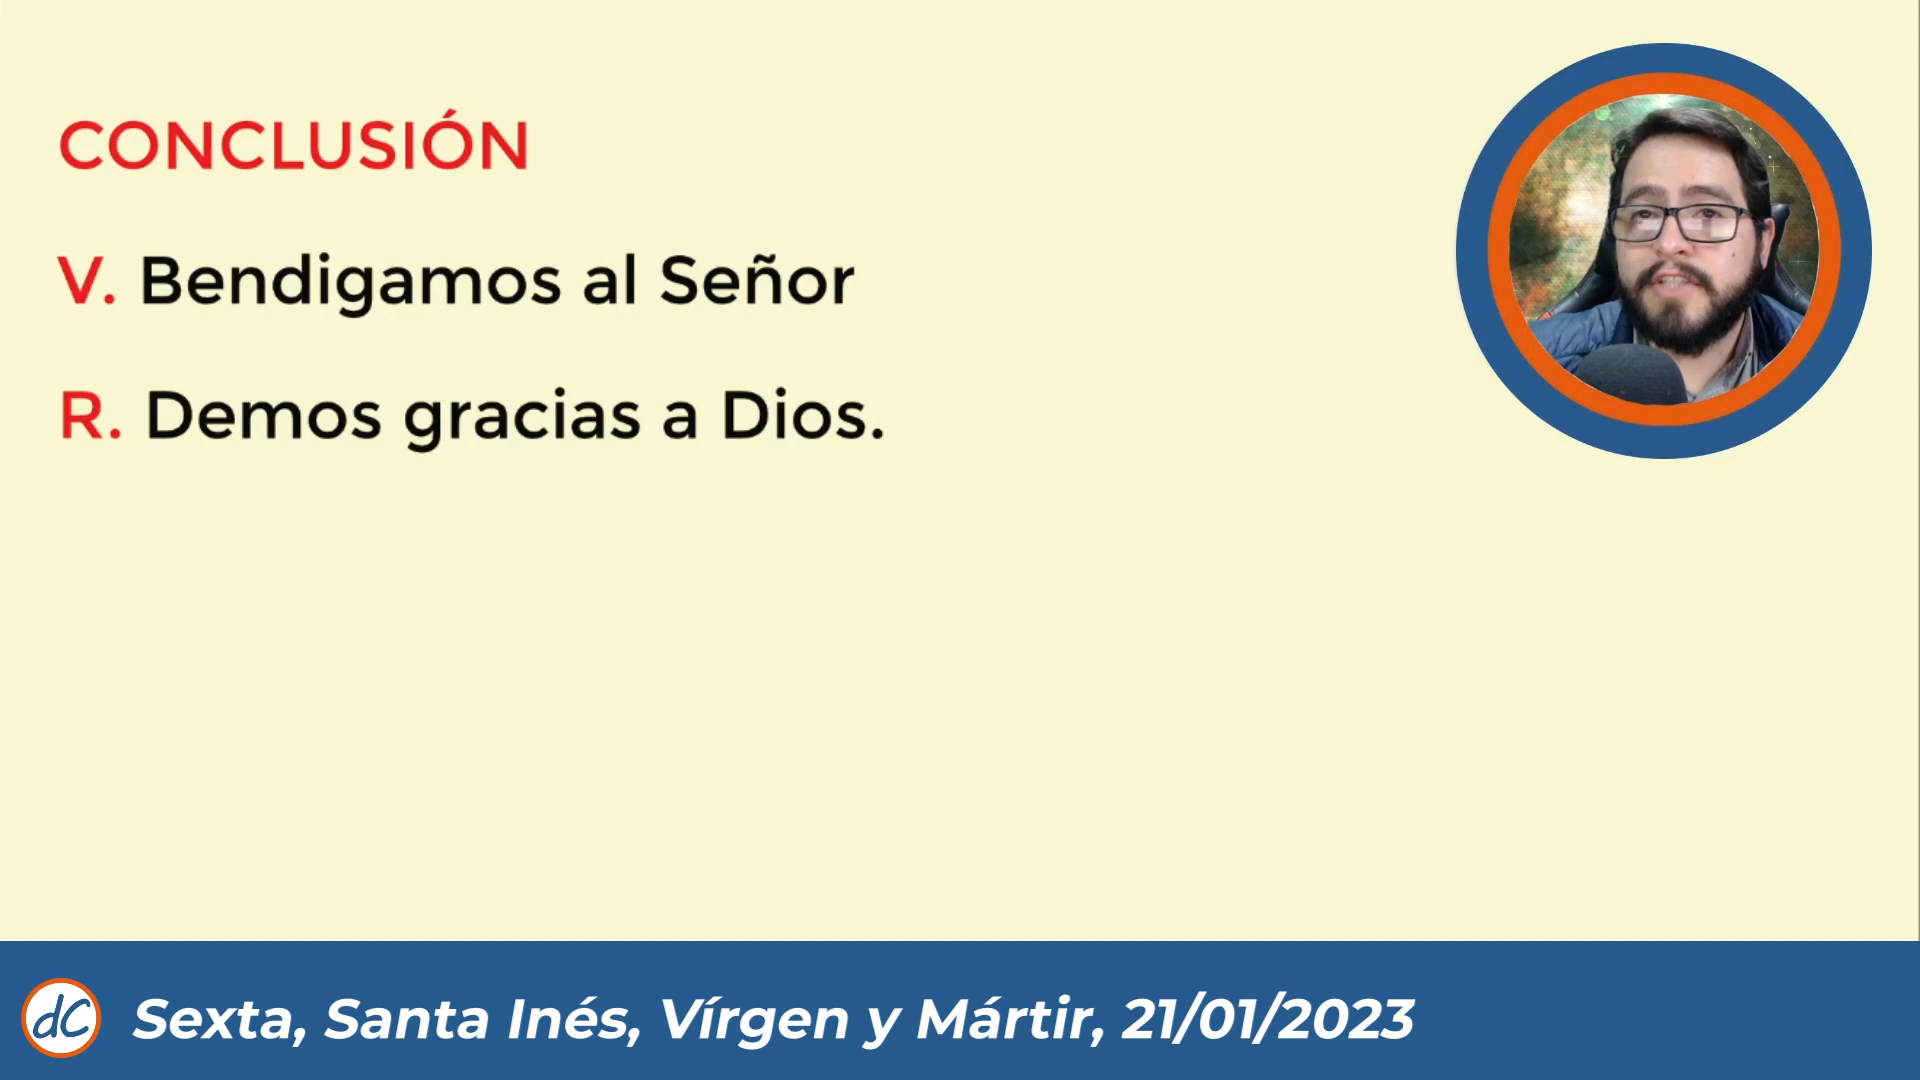 CONCLUSIÓN
V. Bendigamos al Señor
R. Demos gracias a Dios.
dC Sexta, Santa Inés, Vírgen y Mártir, 21/01/2023